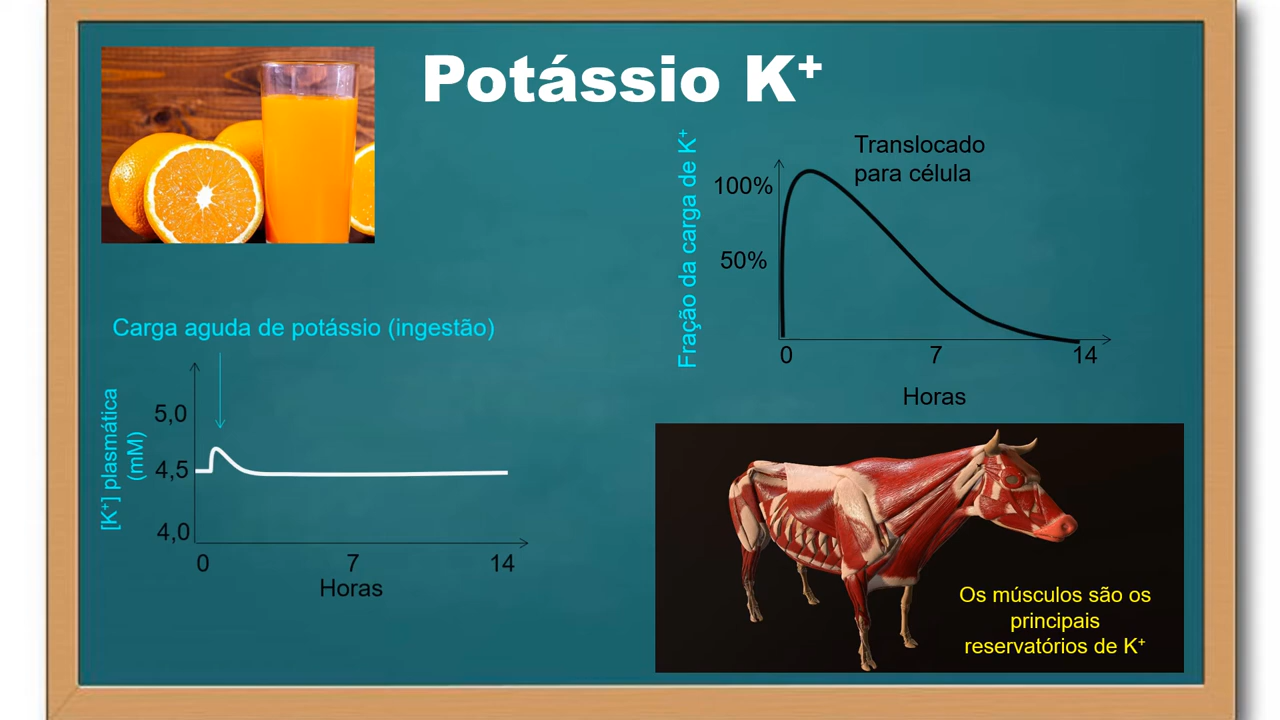 Potássio K⁺
Carga aguda de potássio (ingestão)
[K⁺] plasmática
(mM)
5,0
4,5
4,0
0 7 14
Horas
Fração da carga de K⁺
Translocado
para célula
100%
50%
0 7 14
Horas
Os músculos são os
principais
reservatórios de K⁺